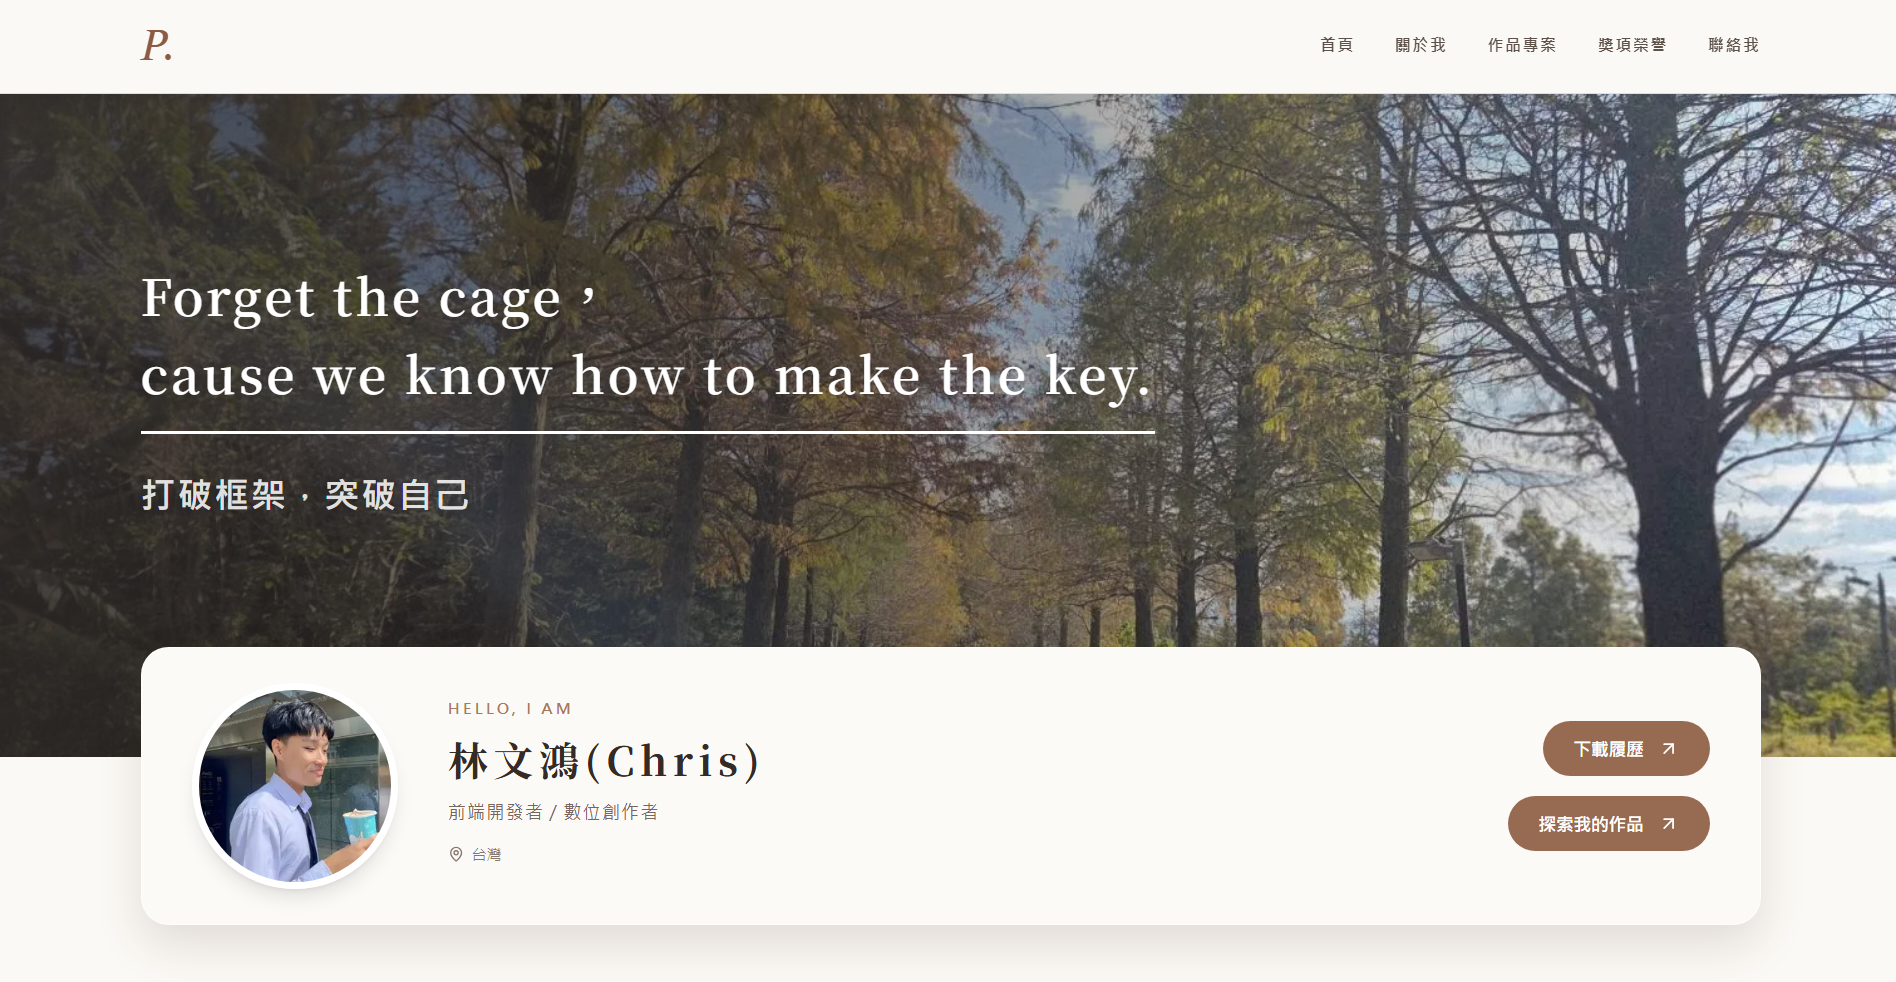 P.
首頁 關於我 作品專案 獎項榮譽 聯絡我
Forget the cage，
cause we know how to make the key.
打破框架，突破自己
HELLO, I AM
林文鴻(Chris)
前端開發者 / 數位創作者
台灣
下載履歷
探索我的作品